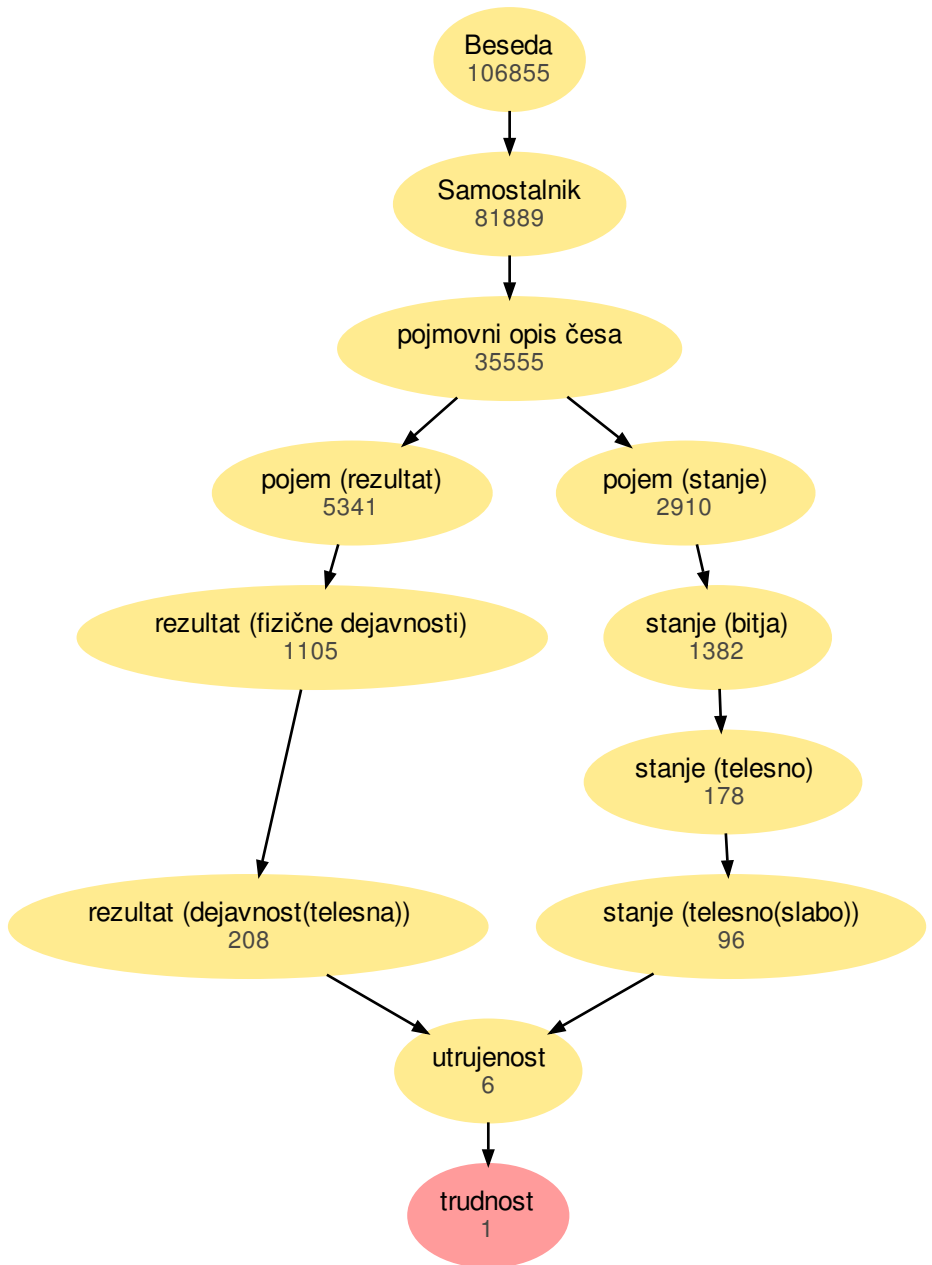 Beseda
106855
Samostalnik
81889
pojmovni opis česa
35555
pojem (rezultat)
5341
pojem (stanje)
2910
rezultat (fizične dejavnosti)
1105
stanje (bitja)
1382
stanje (telesno)
178
rezultat (dejavnost(telesna))
208
stanje (telesno(slabo))
96
utrujenost
6
trudnost
1